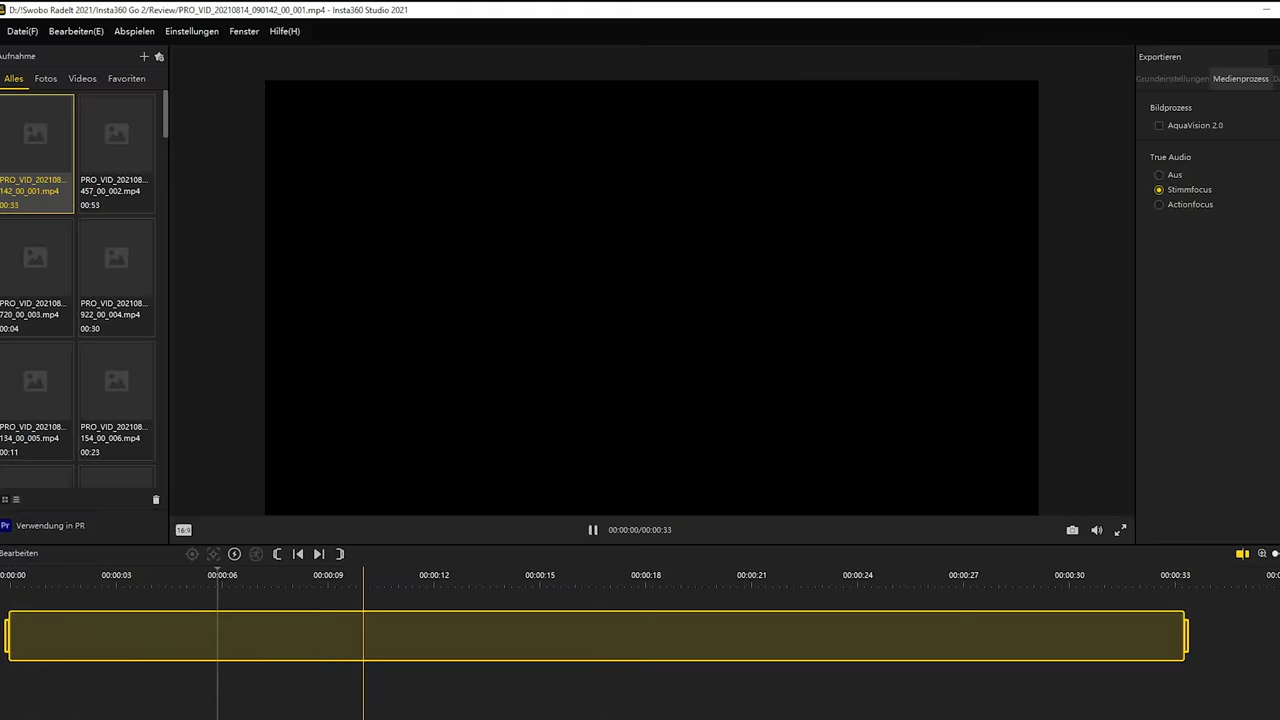 D:/!Swobo Radelt 2021/Insta360 Go 2/Review/PRO_VID_20210814_090142_00_001.mp4 - Insta360 Studio 2021
Datei(F) Bearbeiten(E) Abspielen Einstellungen Fenster Hilfe(H)
Aufnahme
Alles Fotos Videos Favoriten
PRO_VID_202108...
142_00_001.mp4
00:33
PRO_VID_202108...
457_00_002.mp4
00:53
PRO_VID_202108...
720_00_003.mp4
00:04
PRO_VID_202108...
922_00_004.mp4
00:30
PRO_VID_202108...
134_00_005.mp4
00:11
PRO_VID_202108...
154_00_006.mp4
00:23
Pr Verwendung in PR
16:9
00:00:00/00:00:33
Exportieren
Grundeinstellungen Medienprozess
Bildprozess
AquaVision 2.0
True Audio
Aus
Stimmfocus
Actionfocus
Bearbeiten
0:00:00 00:00:03 00:00:06 00:00:09 00:00:12 00:00:15 00:00:18 00:00:21 00:00:24 00:00:27 00:00:30 00:00:33